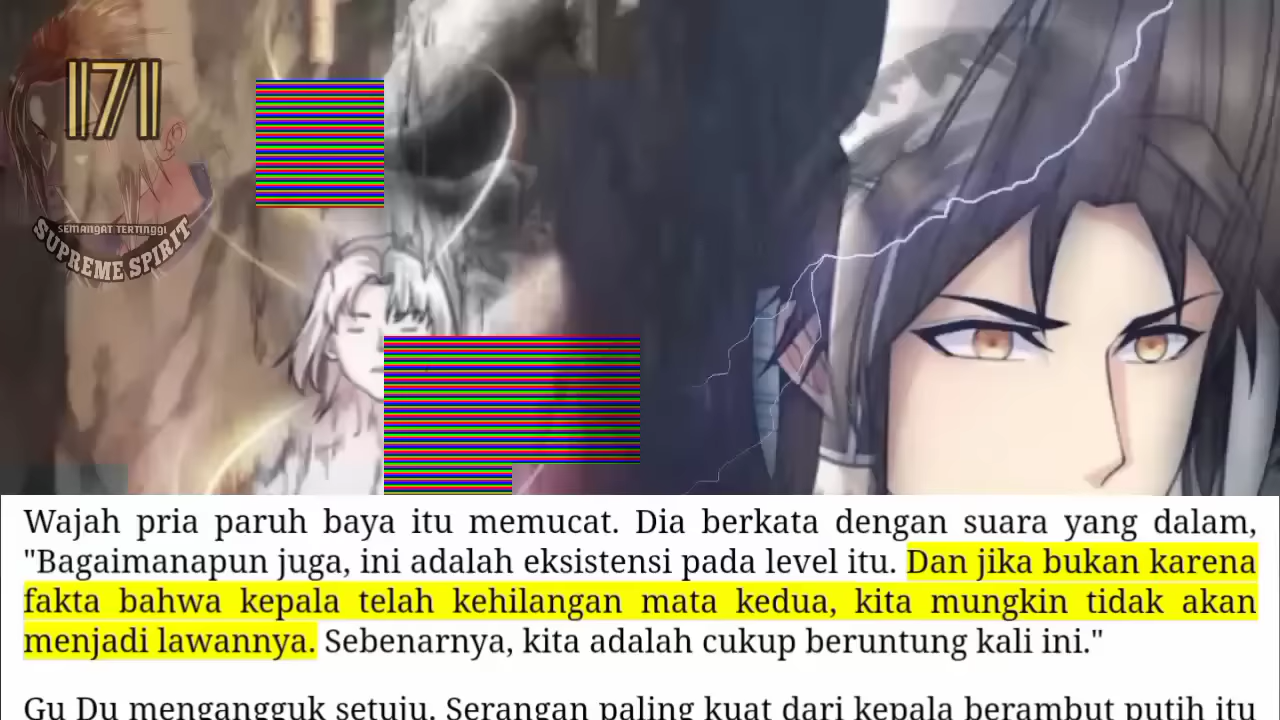 171
SEMANGAT TERTINGGI
SUPREME SPIRIT
Wajah pria paruh baya itu memucat. Dia berkata dengan suara yang dalam,
"Bagaimanapun juga, ini adalah eksistensi pada level itu. Dan jika bukan karena
fakta bahwa kepala telah kehilangan mata kedua, kita mungkin tidak akan
menjadi lawannya. Sebenarnya, kita adalah cukup beruntung kali ini."
Gu Du mengangguk setuju. Serangan paling kuat dari kepala berambut putih itu